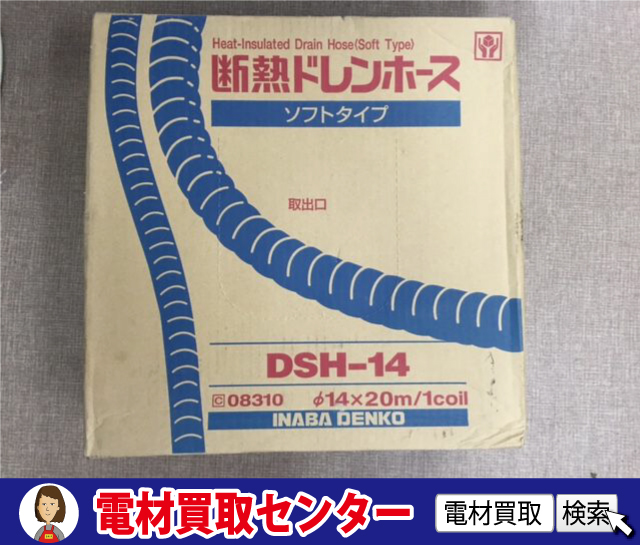 Heat-Insulated Drain Hose(Soft Type)
断熱ドレンホース
ソフトタイプ
取出口
DSH-14
C 08310 φ14×20m/1coil
INABA DENKO
電材買取センター 電材買取 検索